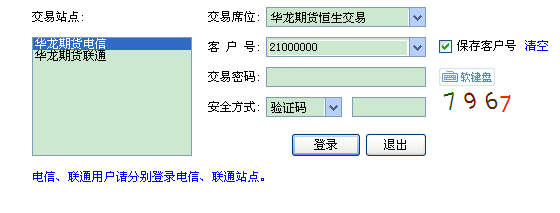 交易站点：
华龙期货电信
华龙期货联通
交易席位：华龙期货恒生交易
客 户 号：21000000 保存客户号 清空
交易密码： 软键盘
安全方式：验证码 7967
登录 退出
电信、联通用户请分别登录电信、联通站点。